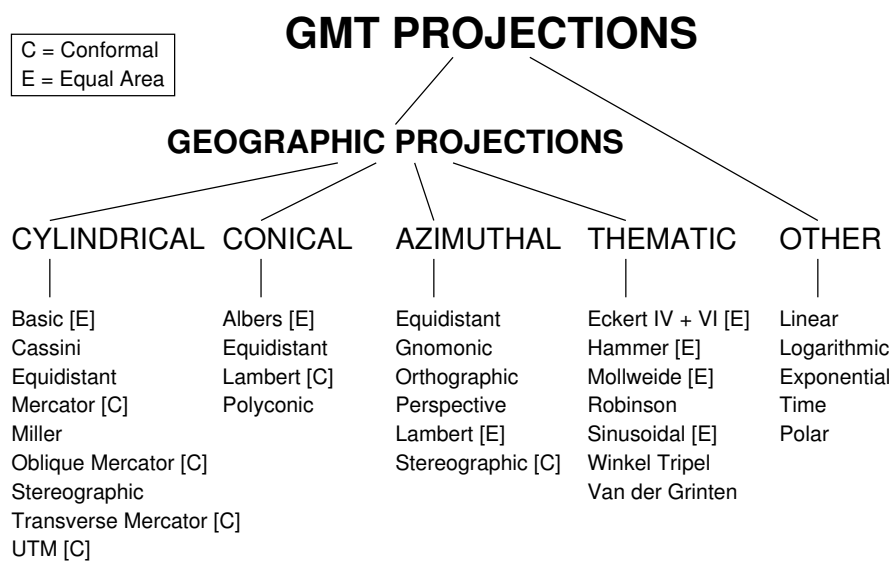 GMT PROJECTIONS
C = Conformal
E = Equal Area
GEOGRAPHIC PROJECTIONS
CYLINDRICAL
Basic [E]
Cassini
Equidistant
Mercator [C]
Miller
Oblique Mercator [C]
Stereographic
Transverse Mercator [C]
UTM [C]
CONICAL
Albers [E]
Equidistant
Lambert [C]
Polyconic
AZIMUTHAL
Equidistant
Gnomonic
Orthographic
Perspective
Lambert [E]
Stereographic [C]
THEMATIC
Eckert IV + VI [E]
Hammer [E]
Mollweide [E]
Robinson
Sinusoidal [E]
Winkel Tripel
Van der Grinten
OTHER
Linear
Logarithmic
Exponential
Time
Polar